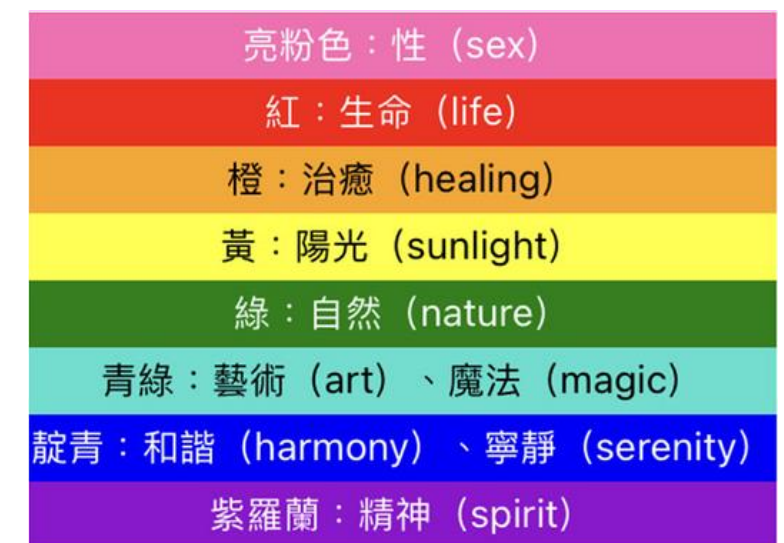 亮粉色：性（sex）
紅：生命（life）
橙：治癒（healing）
黃：陽光（sunlight）
綠：自然（nature）
青綠：藝術（art）、魔法（magic）
靛青：和諧（harmony）、寧靜（serenity）
紫羅蘭：精神（spirit）